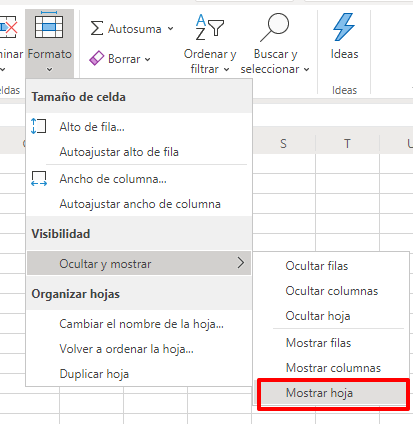 minar
Formato
Autosuma
Borrar
Ordenar y
filtrar
Buscar y
seleccionar
Ideas
eldas
Ideas
Tamaño de celda
Alto de fila...
Autoajustar alto de fila
Ancho de columna...
Autoajustar ancho de columna
S
T
U
Visibilidad
Ocultar y mostrar
Organizar hojas
Cambiar el nombre de la hoja...
Volver a ordenar la hoja...
Duplicar hoja
Ocultar filas
Ocultar columnas
Ocultar hoja
Mostrar filas
Mostrar columnas
Mostrar hoja